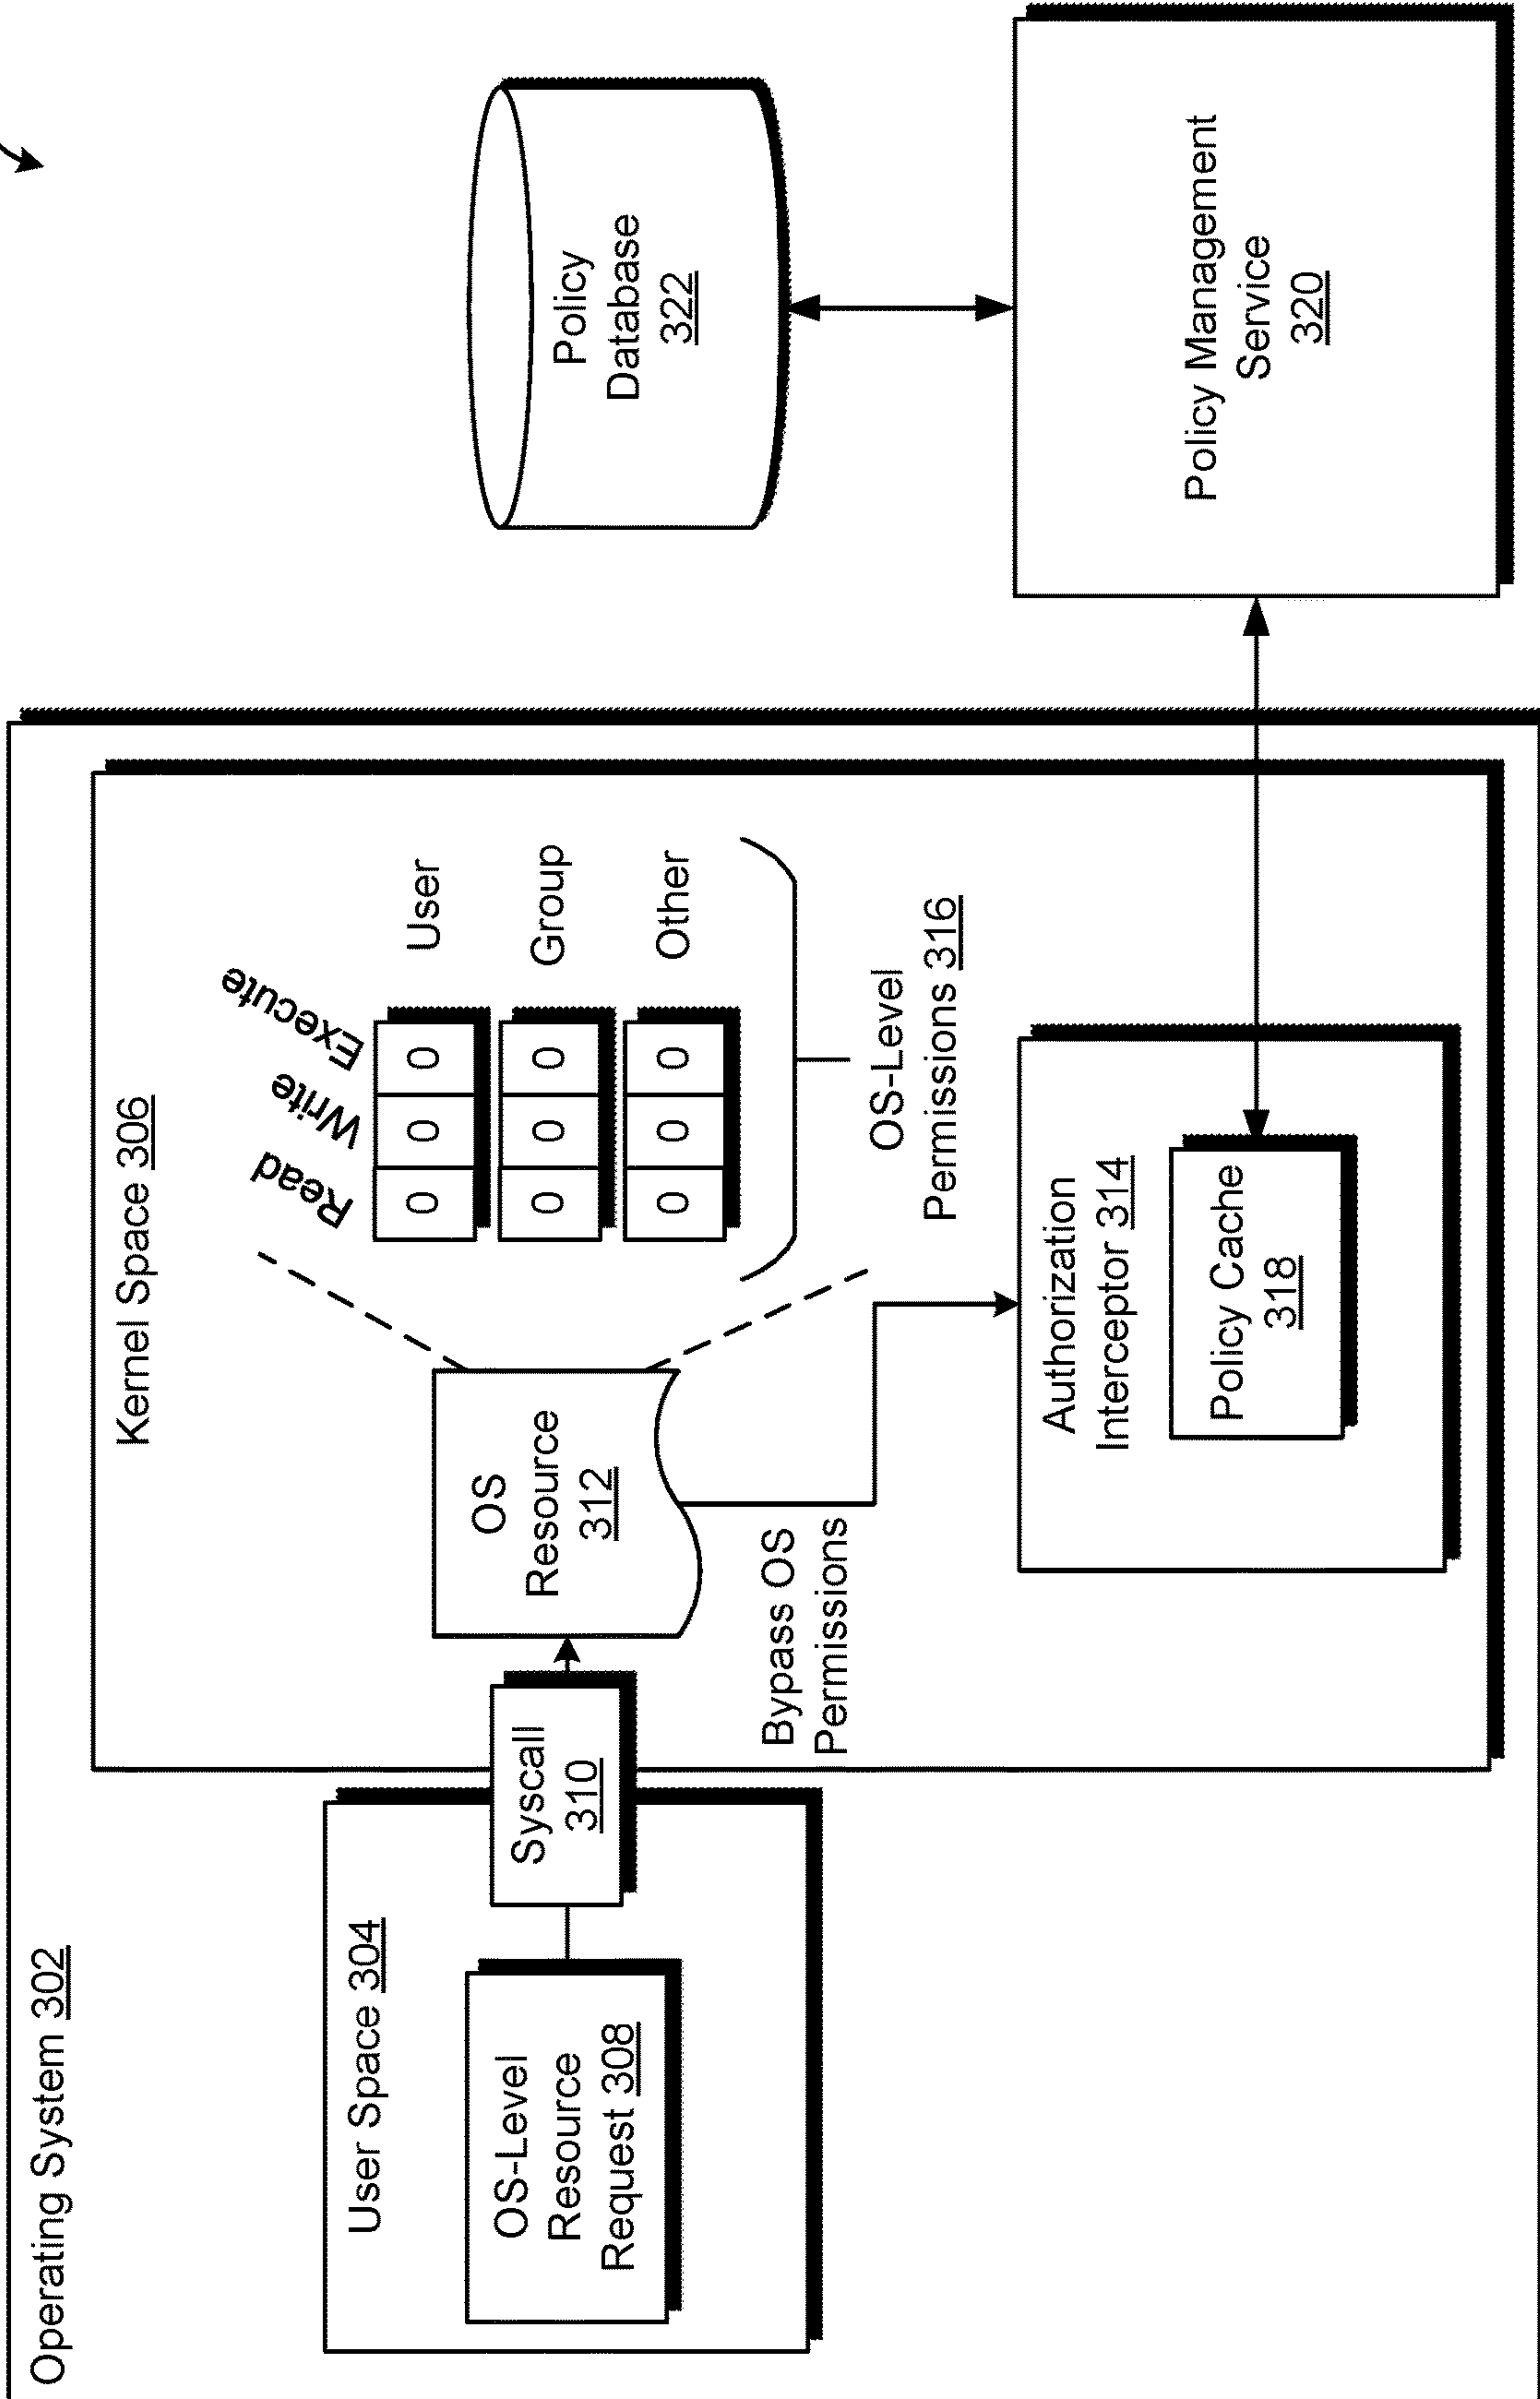 Operating System 302
User Space 304
OS-Level
Resource
Request 308
Syscall
310
Kernel Space 306
OS
Resource
312
Read
Write
Execute
0 0 0 User
0 0 0 Group
0 0 0 Other
OS-Level
Permissions 316
Bypass OS
Permissions
Authorization
Interceptor 314
Policy Cache
318
Policy
Database
322
Policy Management
Service
320